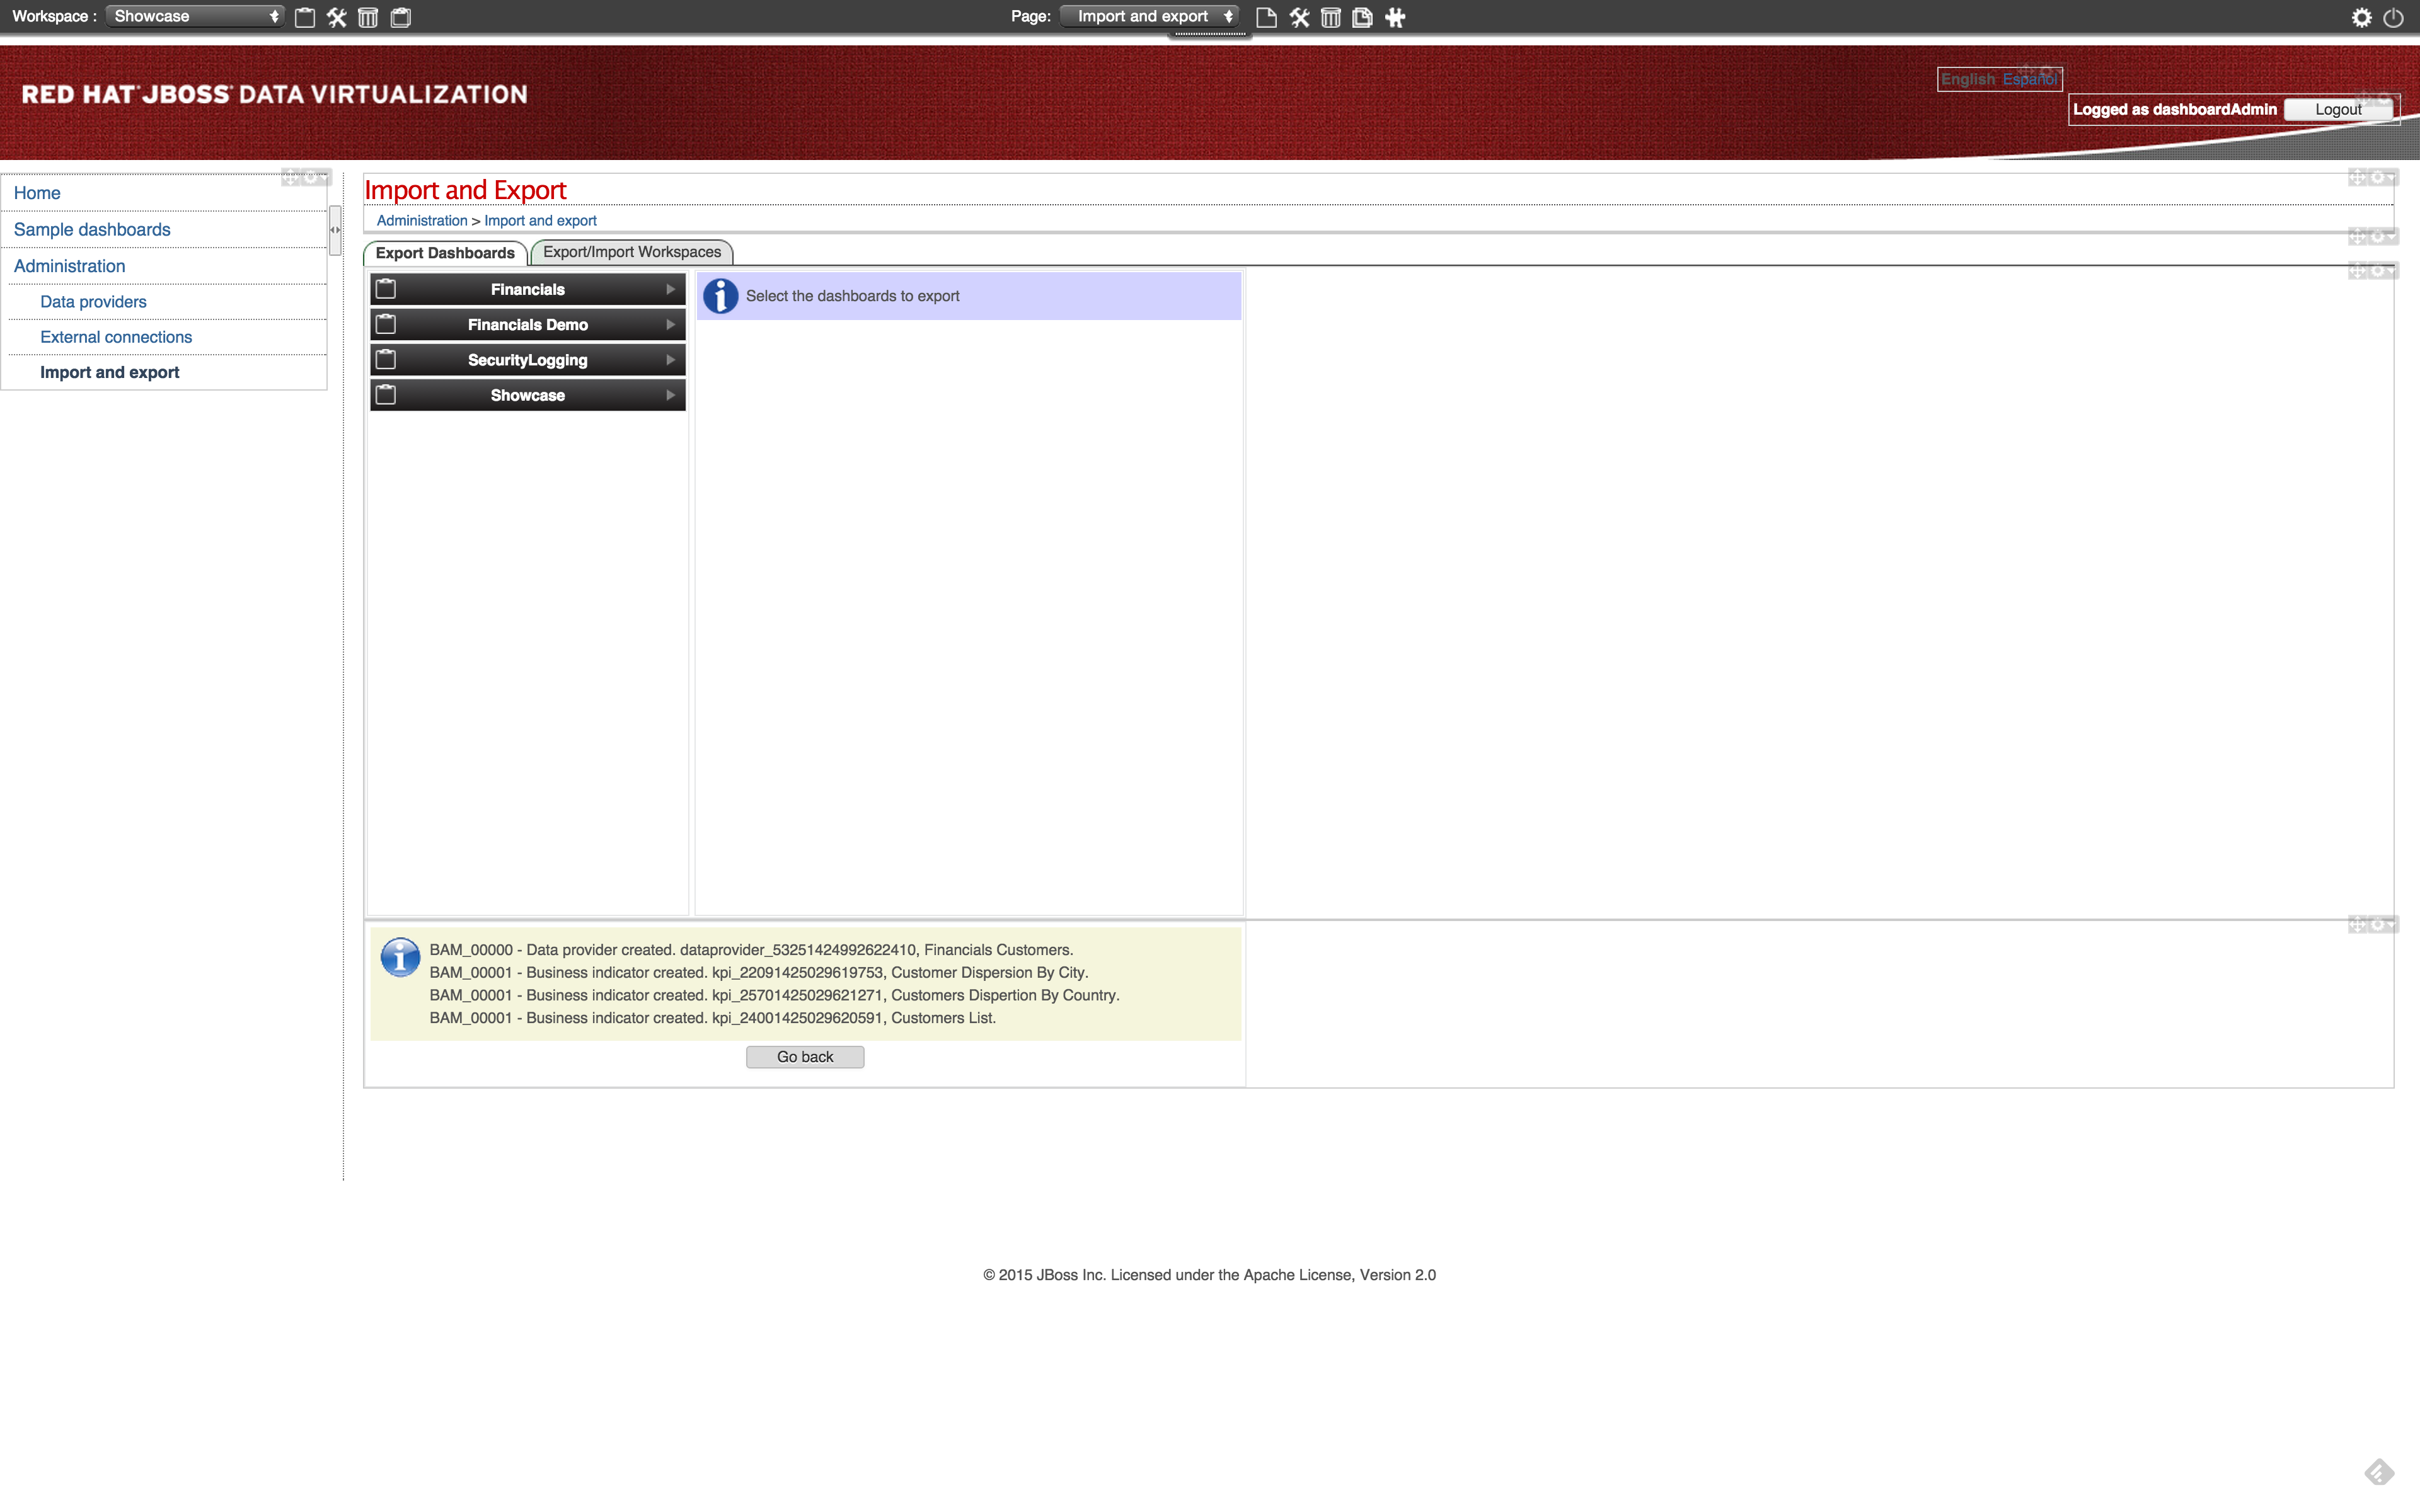 Workspace : Showcase
Page: Import and export
RED HAT JBOSS DATA VIRTUALIZATION
English Español
Logged as dashboardAdmin Logout
Home
Sample dashboards
Administration
Data providers
External connections
Import and export
Import and Export
Administration > Import and export
Export Dashboards Export/Import Workspaces
Financials
Financials Demo
SecurityLogging
Showcase
Select the dashboards to export
BAM_00000 - Data provider created. dataprovider_53251424992622410, Financials Customers.
BAM_00001 - Business indicator created. kpi_22091425029619753, Customer Dispersion By City.
BAM_00001 - Business indicator created. kpi_25701425029621271, Customers Dispertion By Country.
BAM_00001 - Business indicator created. kpi_24001425029620591, Customers List.
Go back
© 2015 JBoss Inc. Licensed under the Apache License, Version 2.0